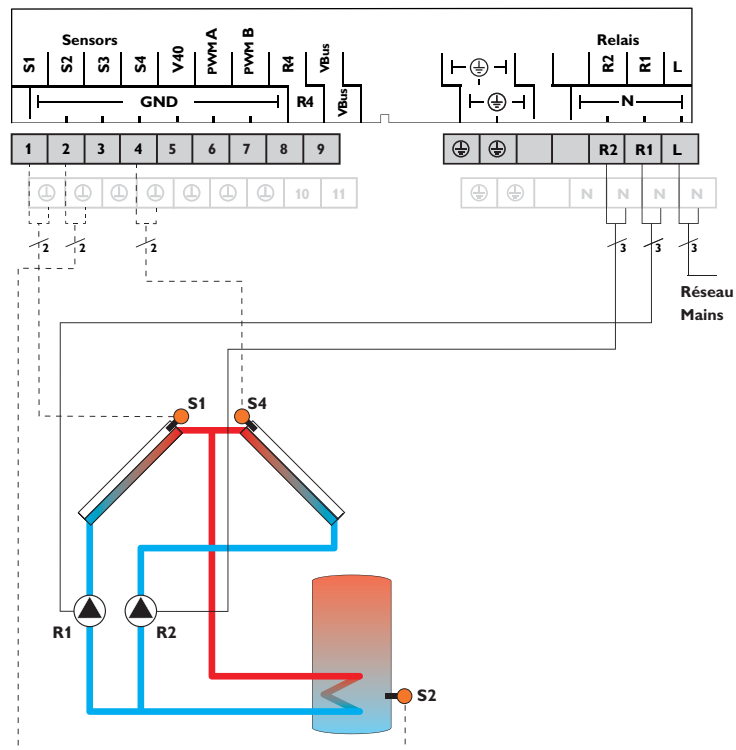 Sensors
Relais
S1 S2 S3 S4 V40 PWM A PWM B R4 VBus
R2 R1 L
GND
R4
VBus
N
1 2 3 4 5 6 7 8 9
R2 R1 L
10 11
N N N N
2 2 2
3 3 3
Réseau
Mains
S1 S4
R1 R2
S2